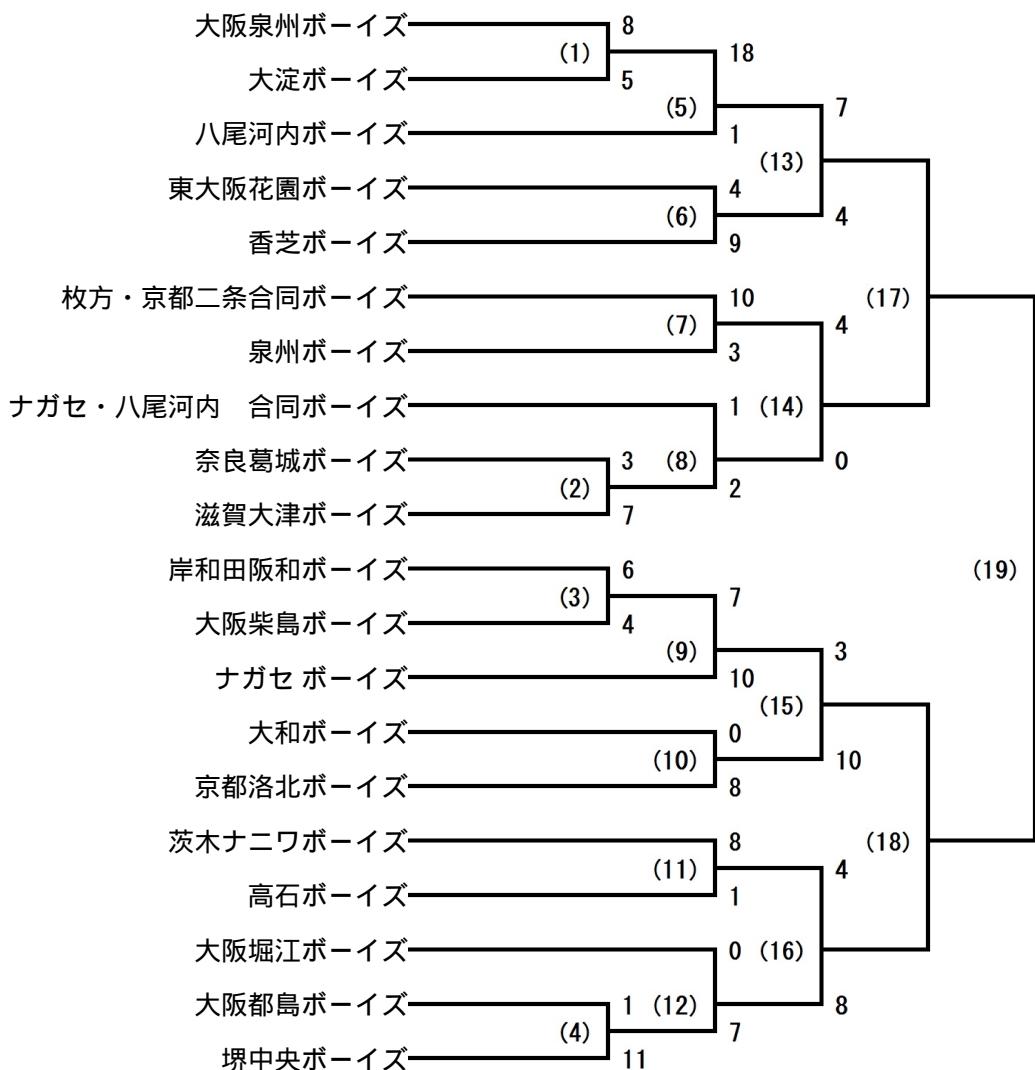 大阪泉州ボーイズ 8
(1) 18
大淀ボーイズ 5
(5) 7
八尾河内ボーイズ 1
(13)
東大阪花園ボーイズ 4
(6) 4
香芝ボーイズ 9
枚方・京都二条合同ボーイズ 10 (17)
(7) 4
泉州ボーイズ 3
ナガセ・八尾河内　合同ボーイズ 1 (14)
奈良葛城ボーイズ 3 (8) 0
(2) 2
滋賀大津ボーイズ 7
岸和田阪和ボーイズ 6 (19)
(3) 7
大阪柴島ボーイズ 4
(9) 3
ナガセ ボーイズ 10
(15)
大和ボーイズ 0
(10) 10
京都洛北ボーイズ 8
茨木ナニワボーイズ 8 (18)
(11) 4
高石ボーイズ 1
大阪堀江ボーイズ 0 (16)
大阪都島ボーイズ 1 (12) 8
(4) 7
堺中央ボーイズ 11